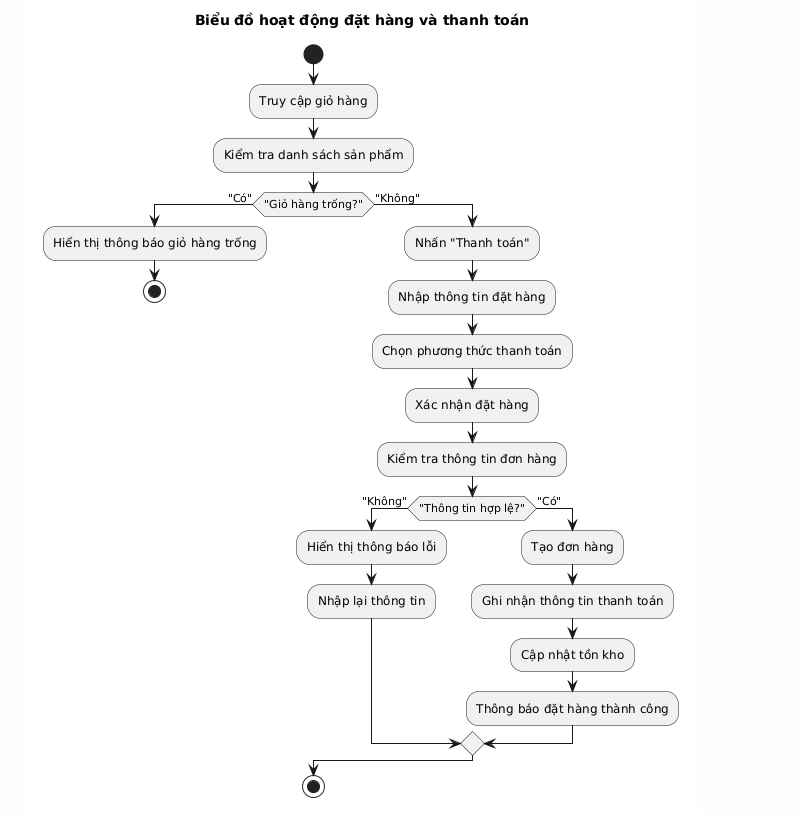 Biểu đồ hoạt động đặt hàng và thanh toán
Truy cập giỏ hàng
Kiểm tra danh sách sản phẩm
"Có"
"Giỏ hàng trống?"
"Không"
Hiển thị thông báo giỏ hàng trống
Nhấn "Thanh toán"
Nhập thông tin đặt hàng
Chọn phương thức thanh toán
Xác nhận đặt hàng
Kiểm tra thông tin đơn hàng
"Không"
"Thông tin hợp lệ?"
"Có"
Hiển thị thông báo lỗi
Tạo đơn hàng
Nhập lại thông tin
Ghi nhận thông tin thanh toán
Cập nhật tồn kho
Thông báo đặt hàng thành công